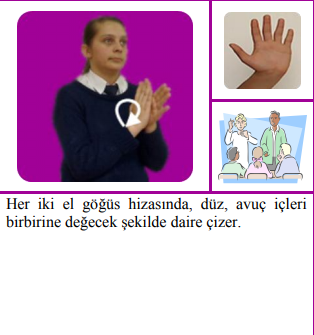 Her iki el göğüs hizasında, düz, avuç içleri
birbirine değecek şekilde daire çizer.